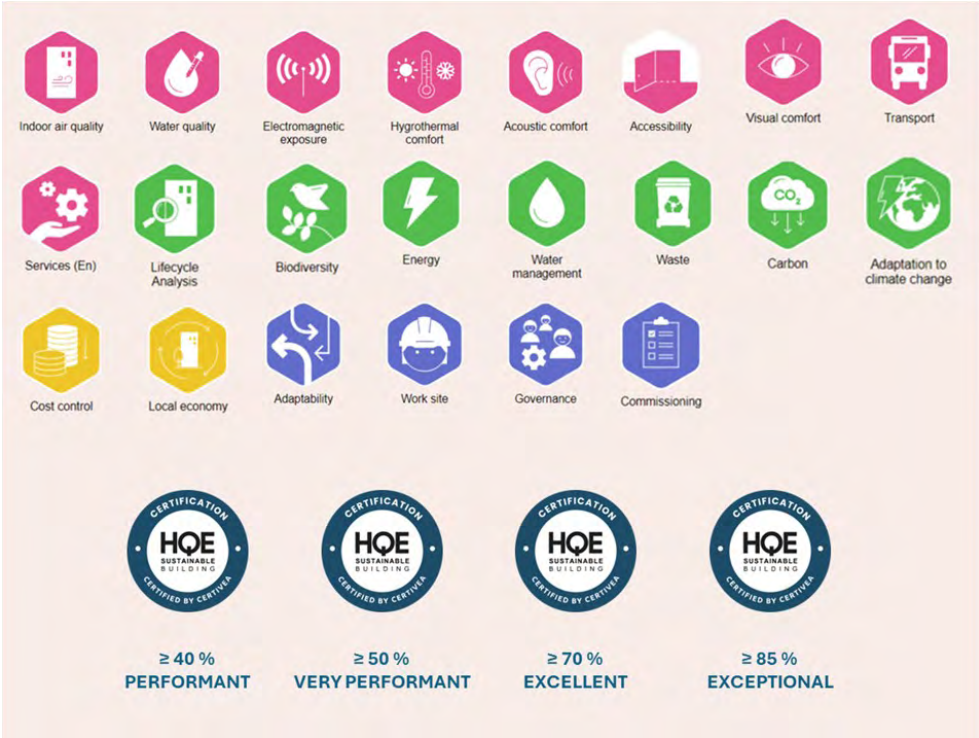 Indoor air quality
Water quality
Electromagnetic
exposure
Hygrothermal
comfort
Acoustic comfort
Accessibility
Visual comfort
Transport
Services (En)
Lifecycle
Analysis
Biodiversity
Energy
Water
management
Waste
CO₂
Carbon
Adaptation to
climate change
Cost control
Local economy
Adaptability
Work site
Governance
Commissioning
CERTIFICATION
HQE
SUSTAINABLE
BUILDING
CERTIFIED BY CERTIVEA
CERTIFICATION
HQE
SUSTAINABLE
BUILDING
CERTIFIED BY CERTIVEA
CERTIFICATION
HQE
SUSTAINABLE
BUILDING
CERTIFIED BY CERTIVEA
CERTIFICATION
HQE
SUSTAINABLE
BUILDING
CERTIFIED BY CERTIVEA
≥ 40 %
PERFORMANT
≥ 50 %
VERY PERFORMANT
≥ 70 %
EXCELLENT
≥ 85 %
EXCEPTIONAL